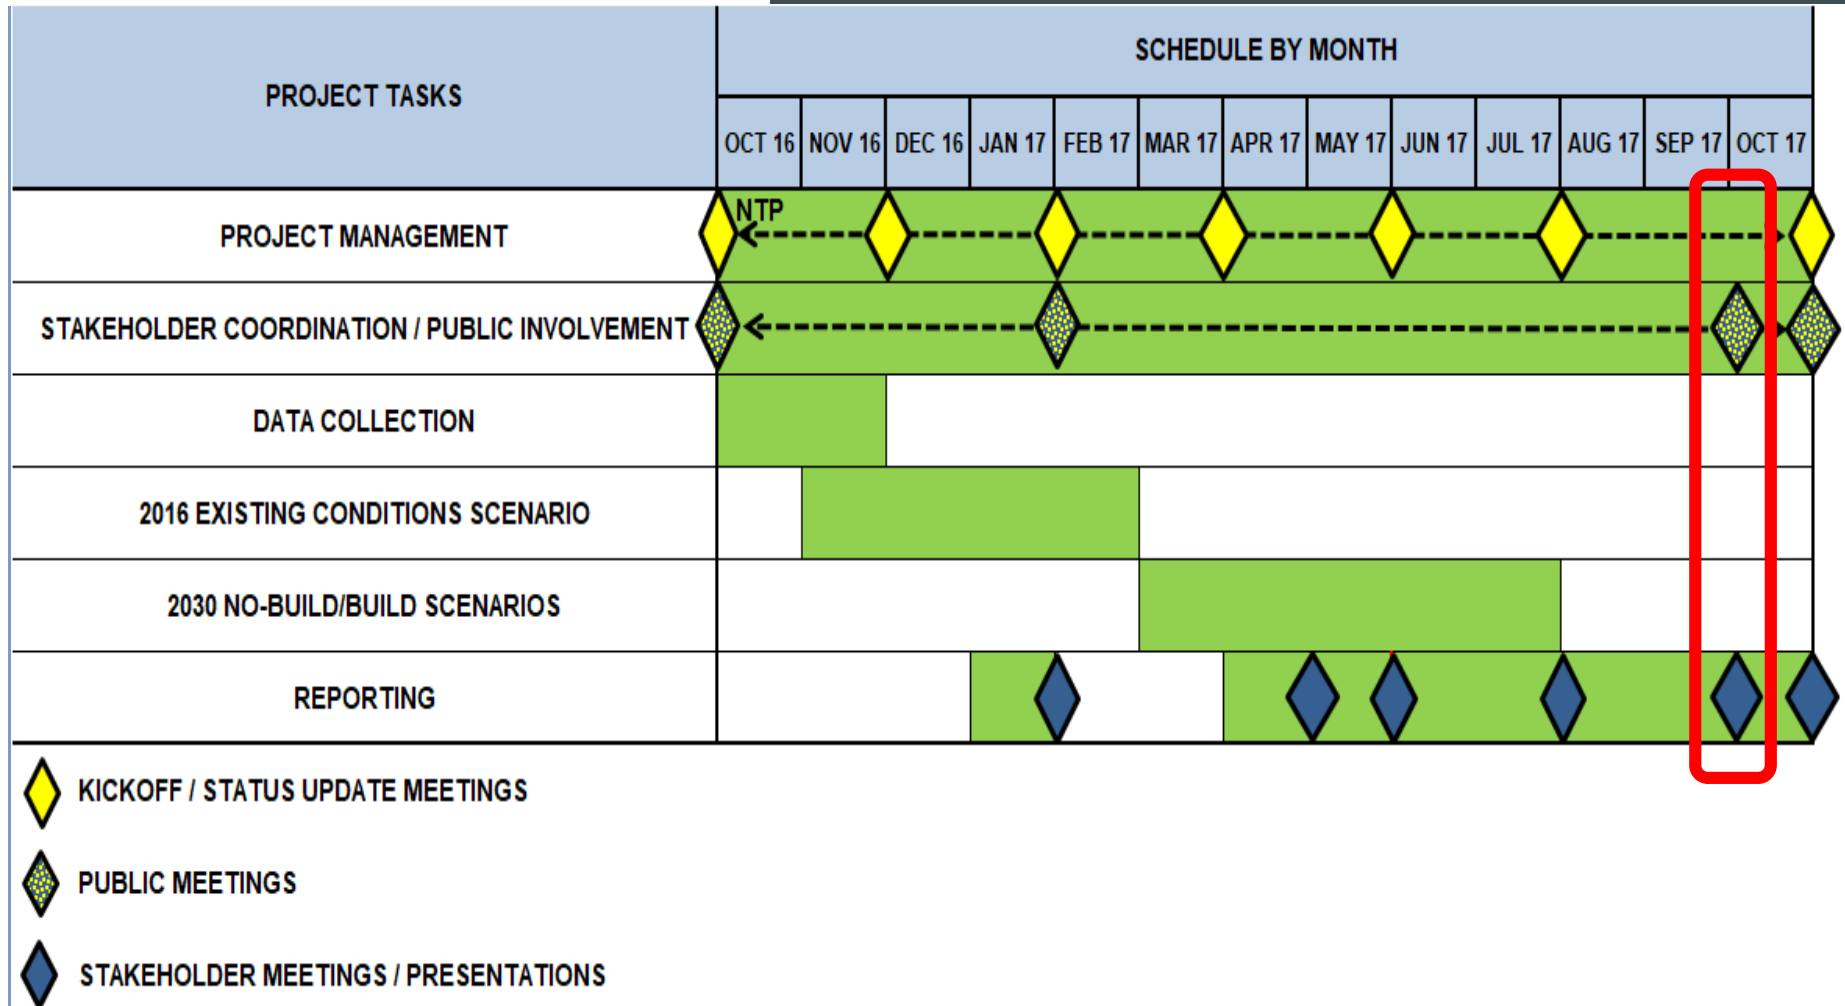 PROJECT TASKS
SCHEDULE BY MONTH
OCT 16 NOV 16 DEC 16 JAN 17 FEB 17 MAR 17 APR 17 MAY 17 JUN 17 JUL 17 AUG 17 SEP 17 OCT 17
PROJECT MANAGEMENT
NTP
STAKEHOLDER COORDINATION / PUBLIC INVOLVEMENT
DATA COLLECTION
2016 EXISTING CONDITIONS SCENARIO
2030 NO-BUILD/BUILD SCENARIOS
REPORTING
KICKOFF / STATUS UPDATE MEETINGS
PUBLIC MEETINGS
STAKEHOLDER MEETINGS / PRESENTATIONS